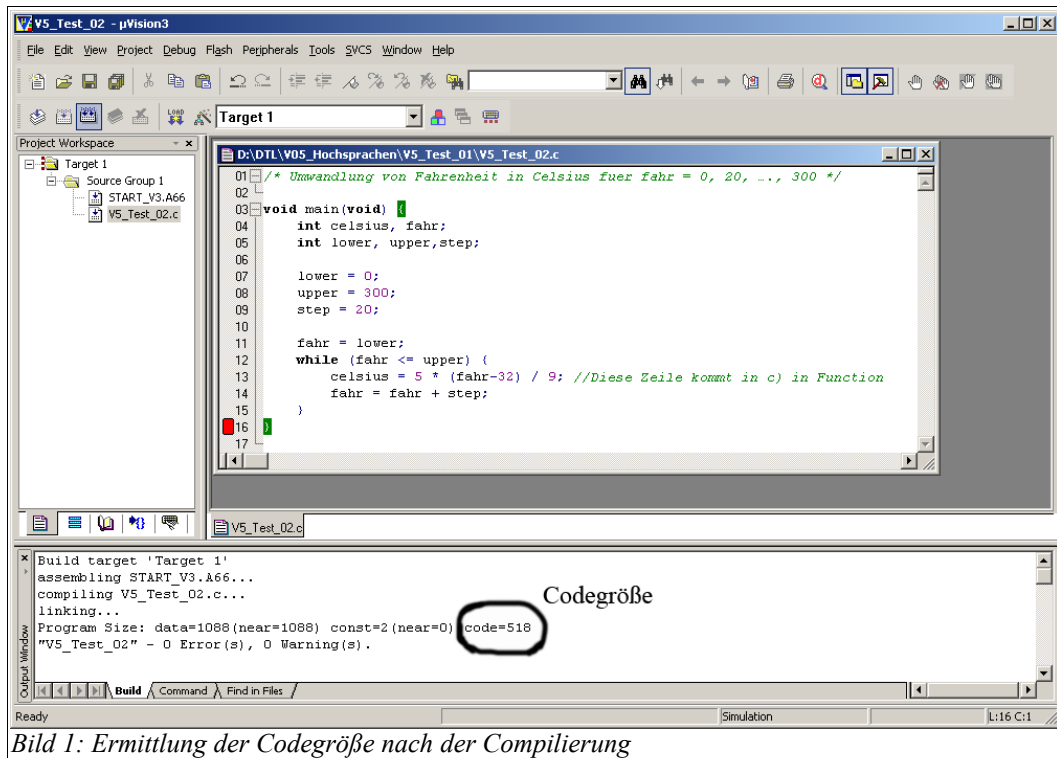 V5_Test_02 - µVision3
File Edit View Project Debug Flash Peripherals Tools SVCS Window Help
LOAD
Target 1
Project Workspace
Target 1
Source Group 1
START_V3.A66
V5_Test_02.c
D:\DTL\V05_Hochsprachen\V5_Test_01\V5_Test_02.c
01 /* Umwandlung von Fahrenheit in Celsius fuer fahr = 0, 20, ..., 300 */
02
03 void main(void) {
04 int celsius, fahr;
05 int lower, upper,step;
06
07 lower = 0;
08 upper = 300;
09 step = 20;
10
11 fahr = lower;
12 while (fahr <= upper) {
13 celsius = 5 * (fahr-32) / 9; //Diese Zeile kommt in c) in Function
14 fahr = fahr + step;
15 }
16 }
17
V5_Test_02.c
Build target 'Target 1'
assembling START_V3.A66...
compiling V5_Test_02.c...
linking...
Program Size: data=1088(near=1088) const=2(near=0) code=518
"V5_Test_02" - 0 Error(s), 0 Warning(s).
Codegröße
Output Window
Build Command Find in Files
Ready Simulation L:16 C:1
Bild 1: Ermittlung der Codegröße nach der Compilierung